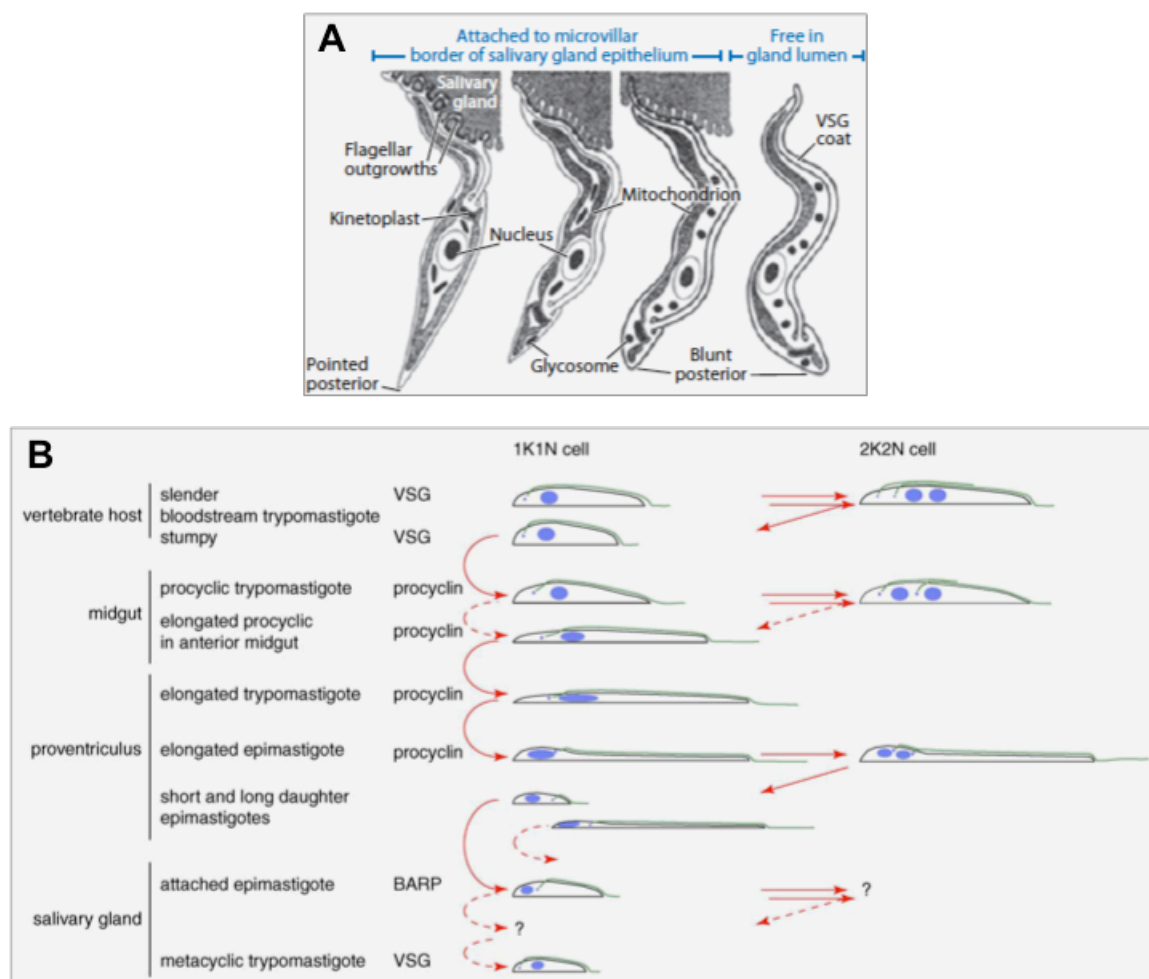 A
Attached to microvillar
border of salivary gland epithelium
Free in
gland lumen
Salivary
gland
VSG
coat
Flagellar
outgrowths
Kinetoplast
Mitochondrion
Nucleus
Glycosome
Blunt
posterior
Pointed
posterior
B
1K1N cell
2K2N cell
vertebrate host
slender
VSG
bloodstream trypomastigote
stumpy
VSG
midgut
procyclic trypomastigote
procyclin
elongated procyclic
in anterior midgut
procyclin
proventriculus
elongated trypomastigote
procyclin
elongated epimastigote
procyclin
short and long daughter
epimastigotes
salivary gland
attached epimastigote
BARP
?
?
metacyclic trypomastigote
VSG